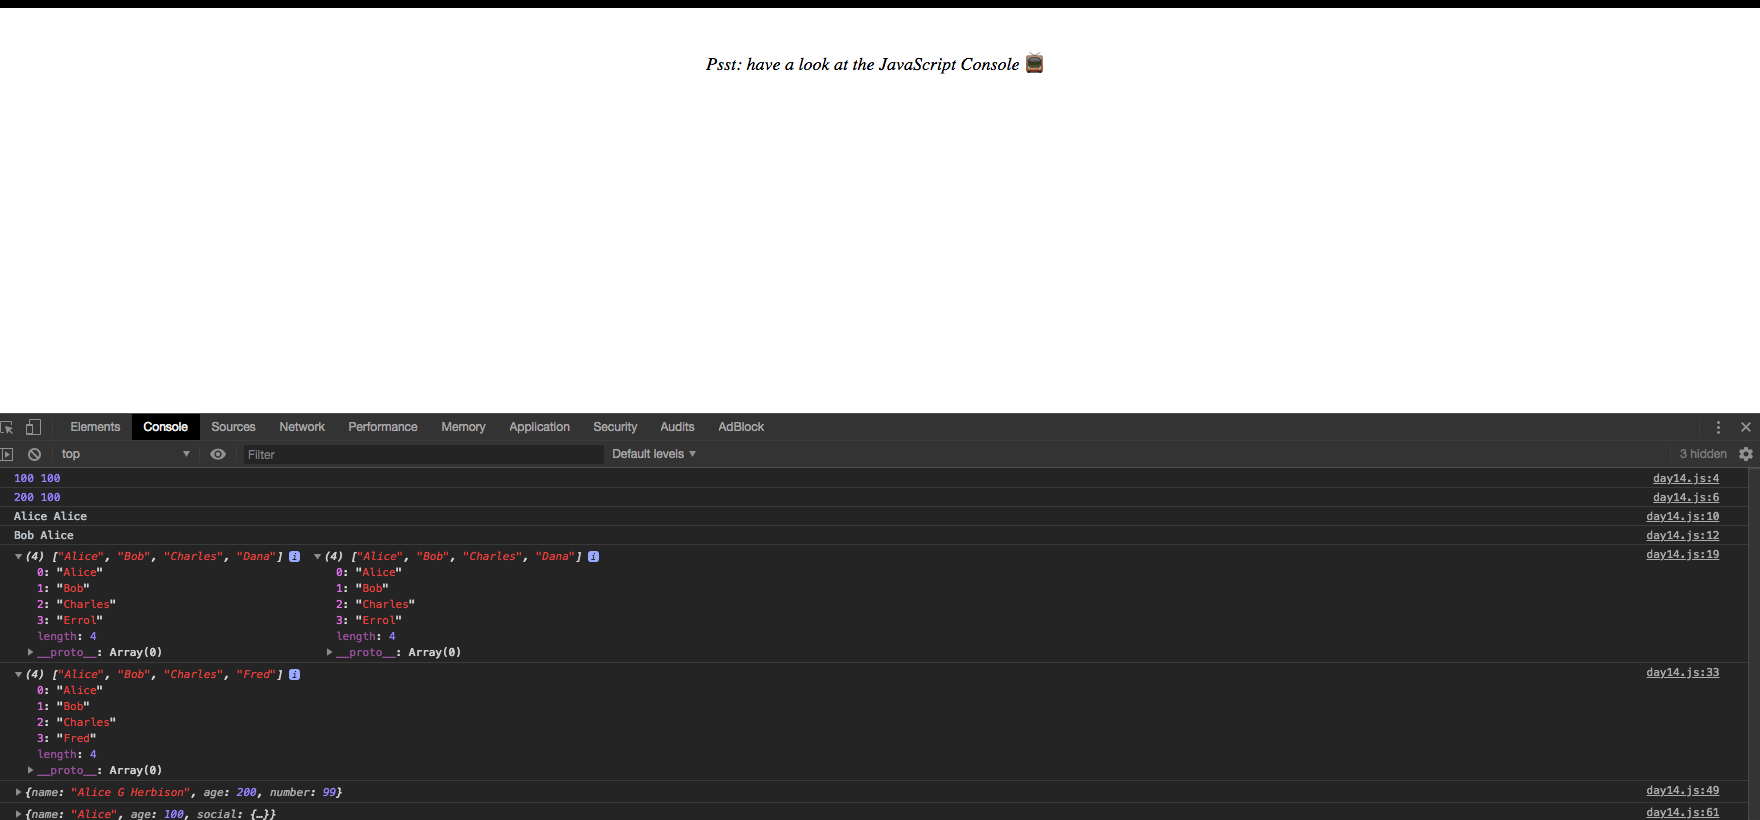 Psst: have a look at the JavaScript Console 📺
Elements Console Sources Network Performance Memory Application Security Audits AdBlock
top Filter Default levels 3 hidden
100 100 day14.js:4
200 100 day14.js:6
Alice Alice day14.js:10
Bob Alice day14.js:12
(4) ["Alice", "Bob", "Charles", "Dana"] i (4) ["Alice", "Bob", "Charles", "Dana"] i day14.js:19
0: "Alice" 0: "Alice"
1: "Bob" 1: "Bob"
2: "Charles" 2: "Charles"
3: "Errol" 3: "Errol"
length: 4 length: 4
__proto__: Array(0) __proto__: Array(0)
(4) ["Alice", "Bob", "Charles", "Fred"] i day14.js:33
0: "Alice"
1: "Bob"
2: "Charles"
3: "Fred"
length: 4
__proto__: Array(0)
{name: "Alice G Herbison", age: 200, number: 99} day14.js:49
{name: "Alice", age: 100, social: {…}} day14.js:61